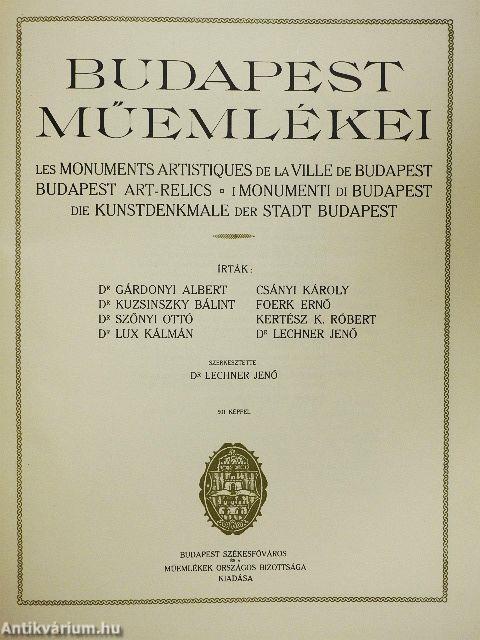 BUDAPEST
MŰEMLÉKEI
LES MONUMENTS ARTISTIQUES DE LA VILLE DE BUDAPEST
BUDAPEST ART-RELICS ▫ I MONUMENTI DI BUDAPEST
DIE KUNSTDENKMALE DER STADT BUDAPEST
ÍRTÁK:
DR GÁRDONYI ALBERT CSÁNYI KÁROLY
DR KUZSINSZKY BÁLINT FOERK ERNŐ
DR SZŐNYI OTTÓ KERTÉSZ K. RÓBERT
DR LUX KÁLMÁN DR LECHNER JENŐ
SZERKESZTETTE
DR LECHNER JENŐ
KÉPPEL
BUDAPEST SZÉKESFŐVÁROS
ÉS A
MŰEMLÉKEK ORSZÁGOS BIZOTTSÁGA
KIADÁSA
Antikvárium.hu